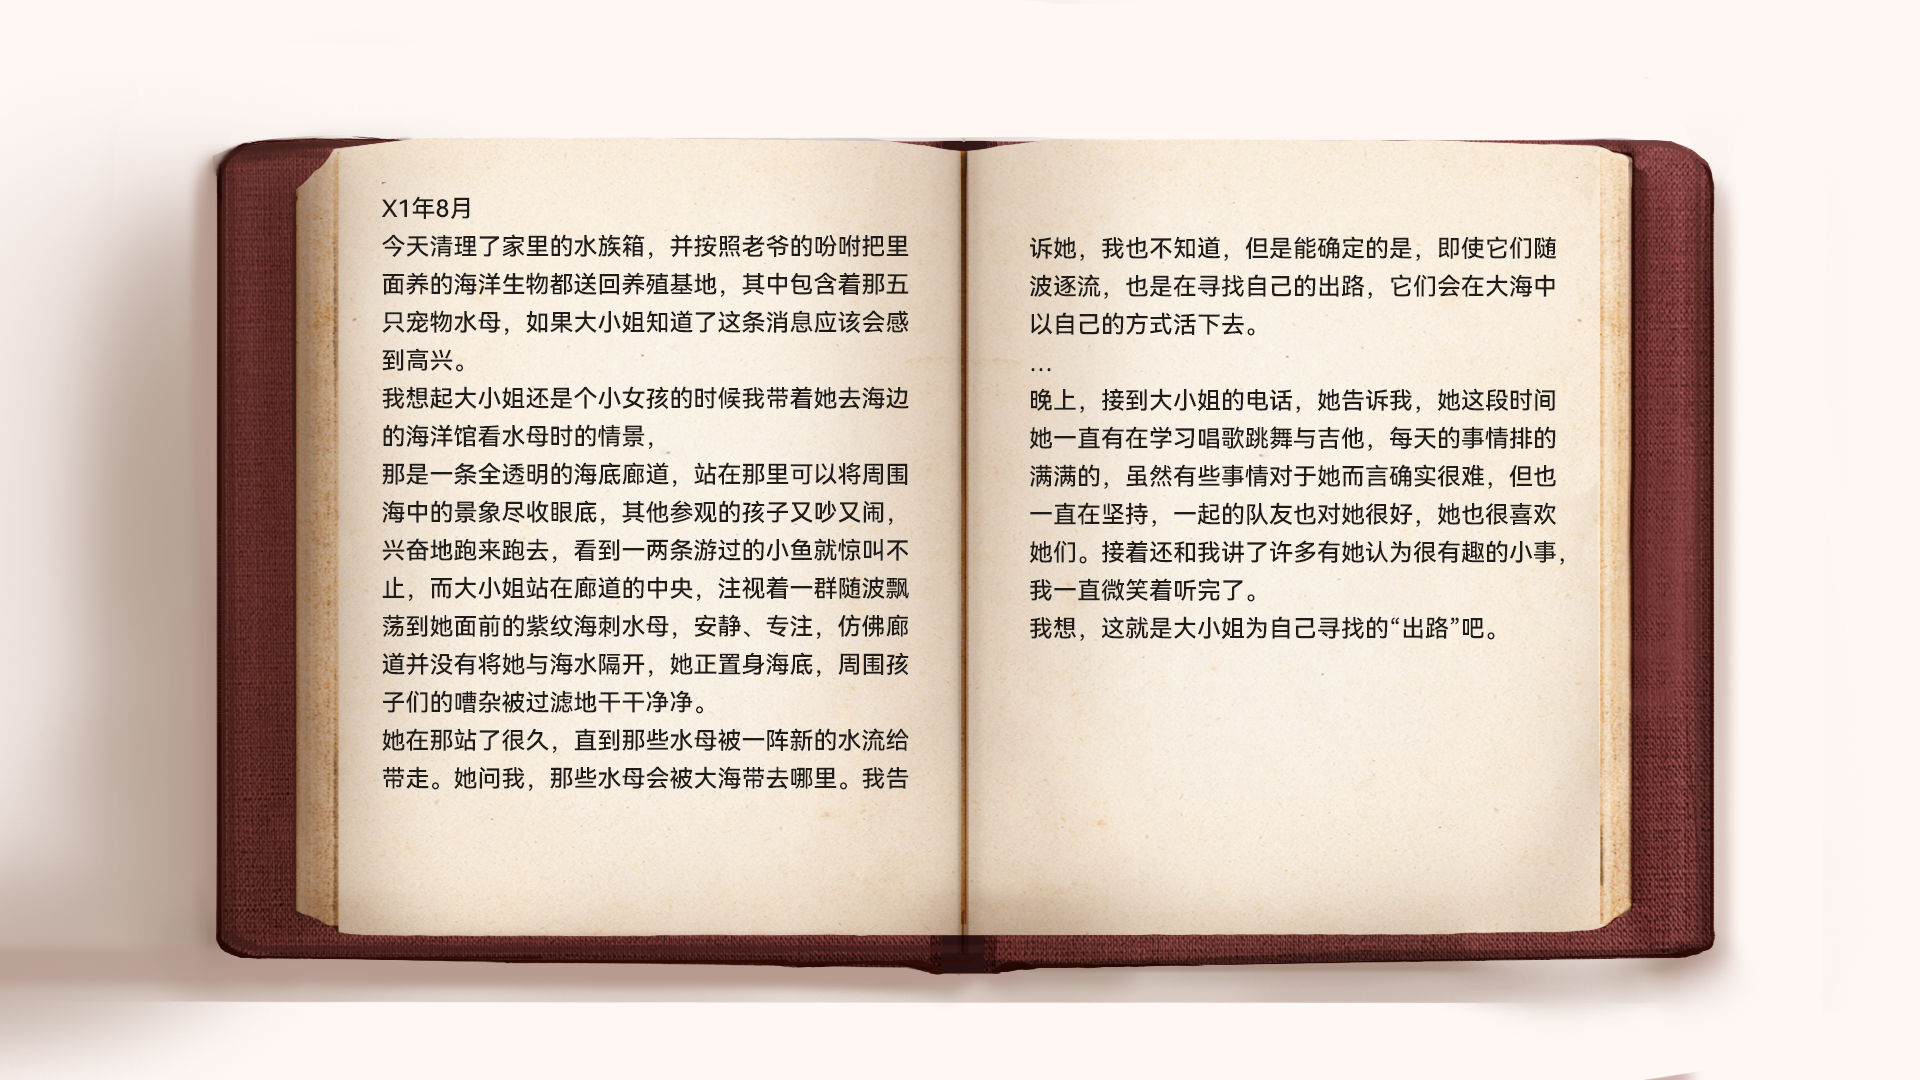 X1年8月
今天清理了家里的水族箱，并按照老爷的吩咐把里
面养的海洋生物都送回养殖基地，其中包含着那五
只宠物水母，如果大小姐知道了这条消息应该会感
到高兴。
我想起大小姐还是个小女孩的时候我带着她去海边
的海洋馆看水母时的情景，
那是一条全透明的海底廊道，站在那里可以将周围
海中的景象尽收眼底，其他参观的孩子又吵又闹，
兴奋地跑来跑去，看到一两条游过的小鱼就惊叫不
止，而大小姐站在廊道的中央，注视着一群随波飘
荡到她面前的紫纹海刺水母，安静、专注，仿佛廊
道并没有将她与海水隔开，她正置身海底，周围孩
子们的嘈杂被过滤地干干净净。
她在那站了很久，直到那些水母被一阵新的水流给
带走。她问我，那些水母会被大海带去哪里。我告
诉她，我也不知道，但是能确定的是，即使它们随
波逐流，也是在寻找自己的出路，它们会在大海中
以自己的方式活下去。
…
晚上，接到大小姐的电话，她告诉我，她这段时间
她一直有在学习唱歌跳舞与吉他，每天的事情排的
满满的，虽然有些事情对于她而言确实很难，但也
一直在坚持，一起的队友也对她很好，她也很喜欢
她们。接着还和我讲了许多有她认为很有趣的小事，
我一直微笑着听完了。
我想，这就是大小姐为自己寻找的“出路”吧。